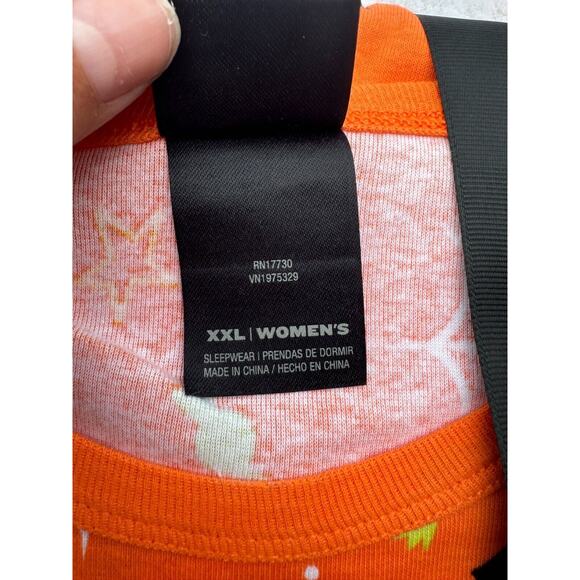 RN17730
VN1975329
XXL | WOMEN'S
SLEEPWEAR | PRENDAS DE DORMIR
MADE IN CHINA / HECHO EN CHINA